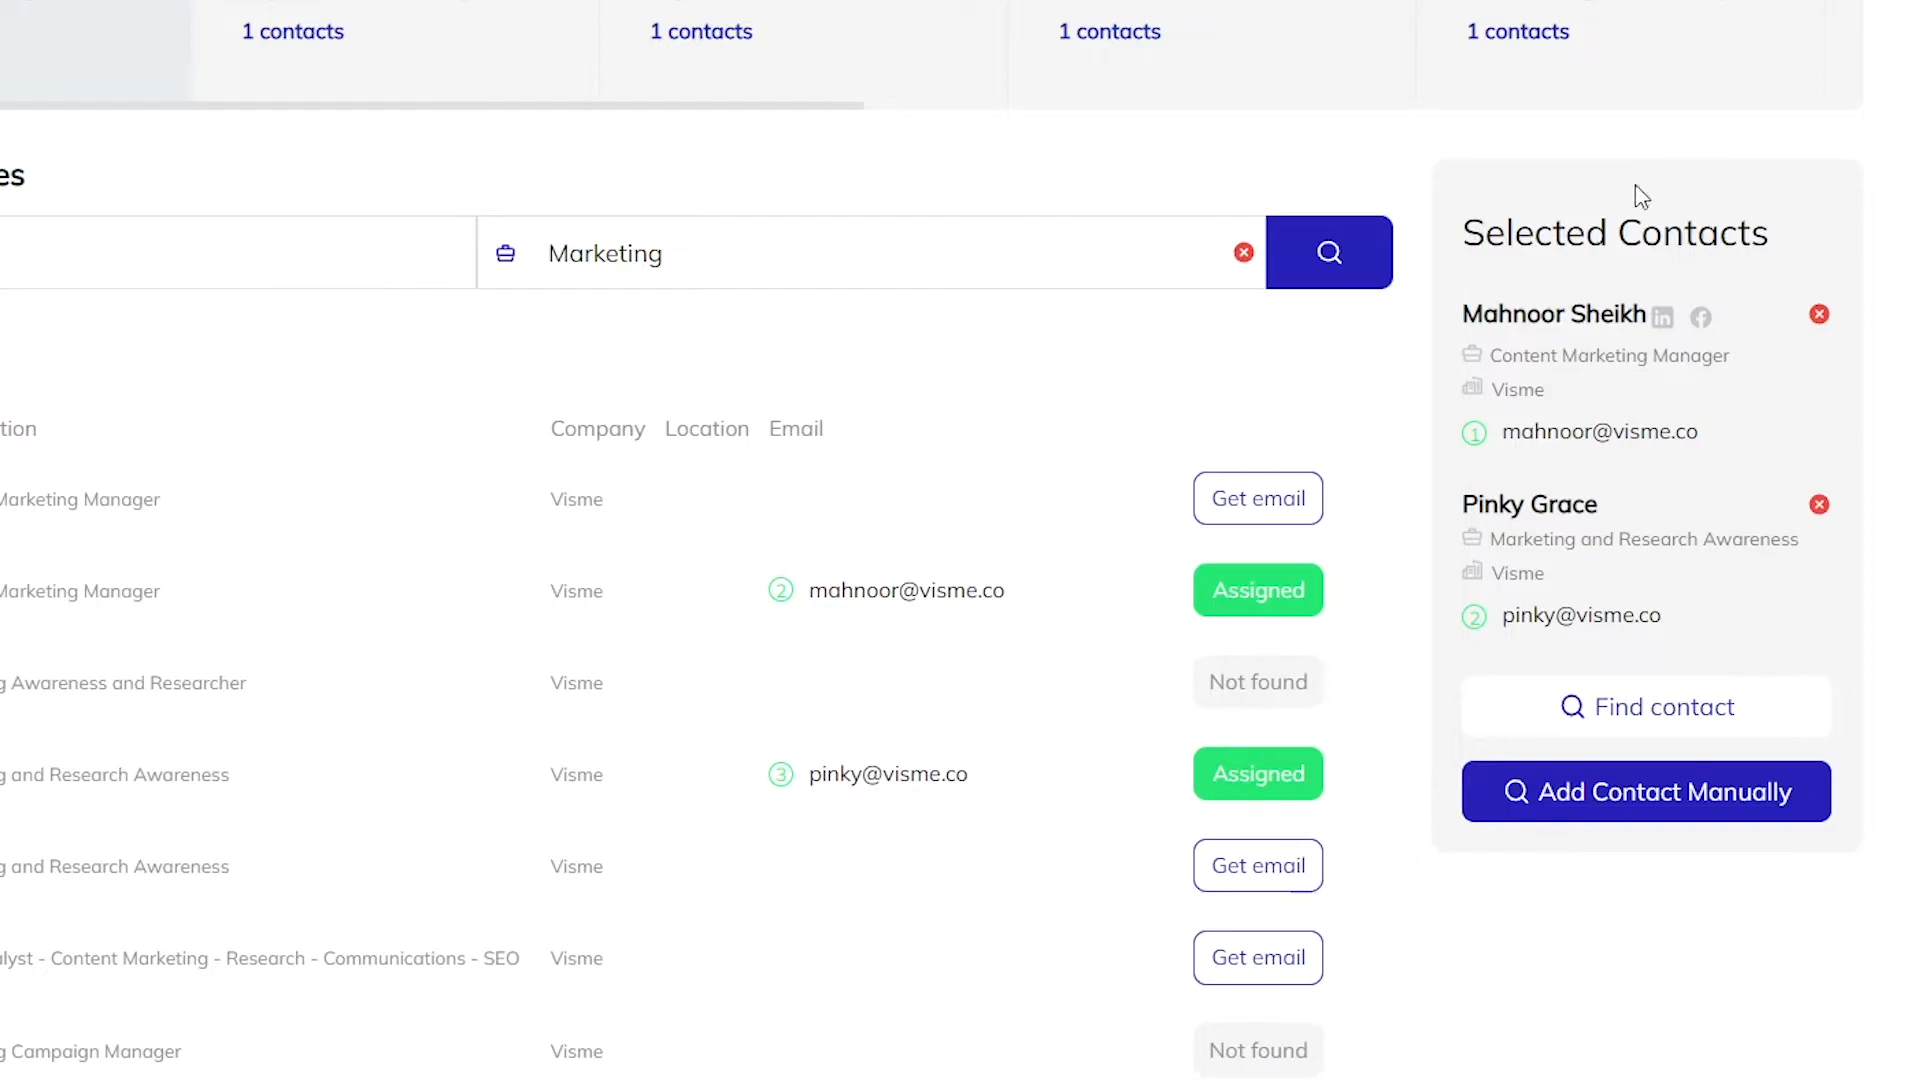 1 contacts 1 contacts 1 contacts 1 contacts
es
Marketing
tion Company Location Email
Marketing Manager Visme Get email
Marketing Manager Visme 2 mahnoor@visme.co Assigned
g Awareness and Researcher Visme Not found
g and Research Awareness Visme 3 pinky@visme.co Assigned
g and Research Awareness Visme Get email
lyst - Content Marketing - Research - Communications - SEO Visme Get email
g Campaign Manager Visme Not found
Selected Contacts
Mahnoor Sheikh
Content Marketing Manager
Visme
1 mahnoor@visme.co
Pinky Grace
Marketing and Research Awareness
Visme
2 pinky@visme.co
Find contact
Add Contact Manually